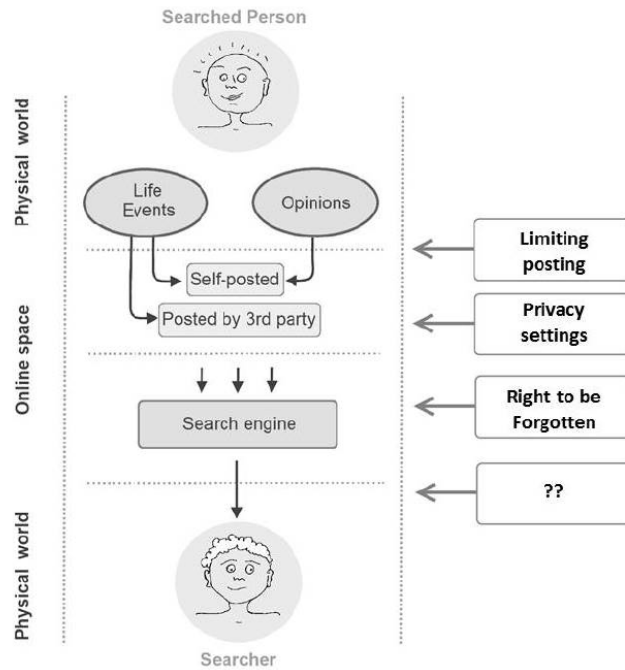 Searched Person
Physical world
Life
Events
Opinions
Limiting
posting
Self-posted
Posted by 3rd party
Privacy
settings
Online space
Search engine
Right to be
Forgotten
??
Physical world
Searcher